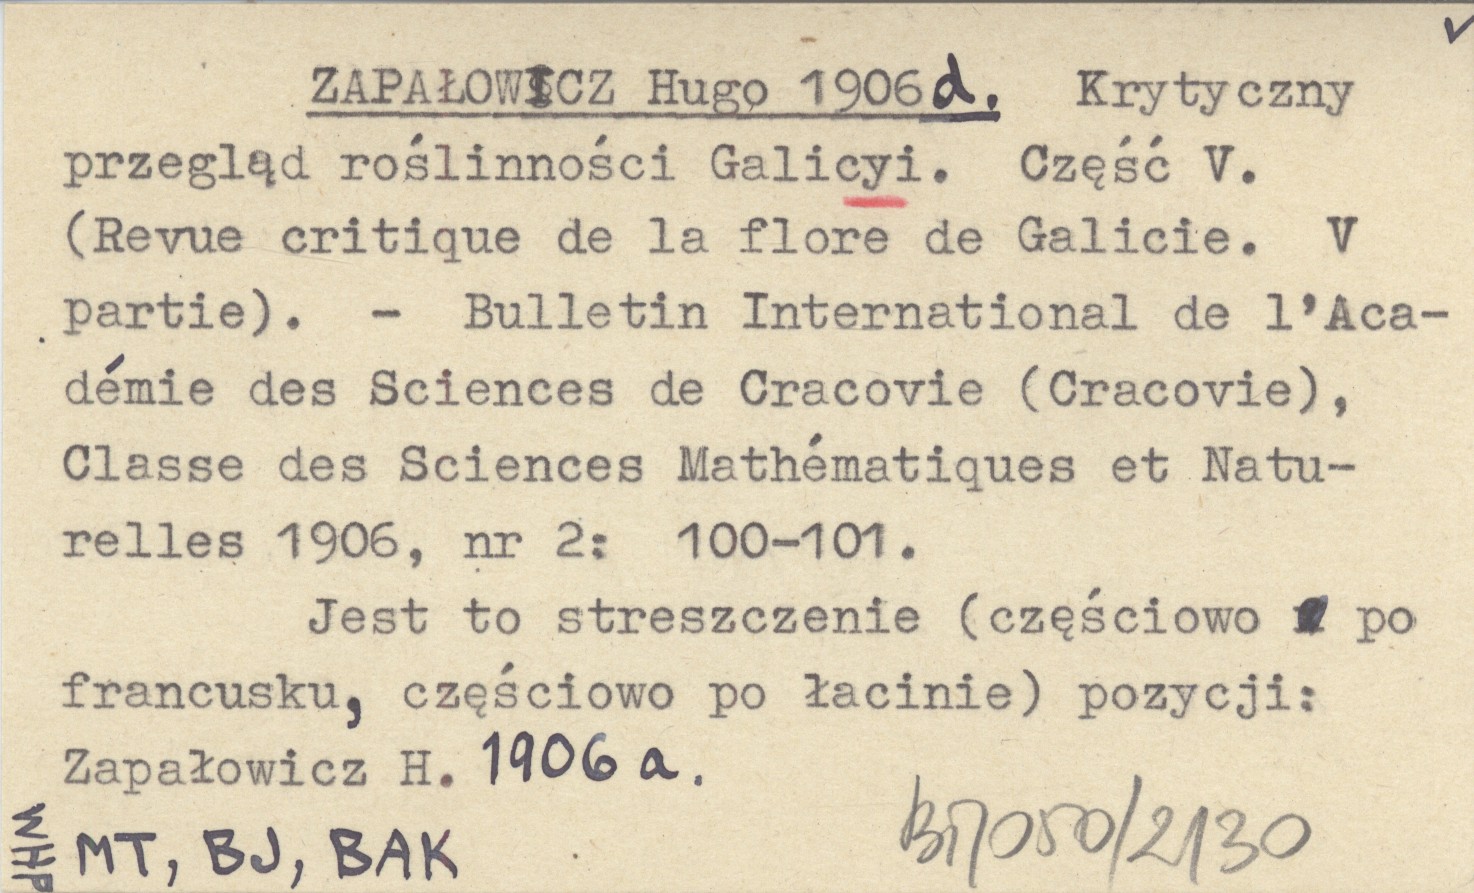 ZAPAŁOWICZ Hugo 1906d. Krytyczny
przegląd roślinności Galicyi. Część V.
(Revue critique de la flore de Galicie. V
partie). - Bulletin International de l'Aca-
démie des Sciences de Cracovie (Cracovie),
Classe des Sciences Mathématiques et Natu-
relles 1906, nr 2: 100-101.
Jest to streszczenie (częściowo po
francusku, częściowo po łacinie) pozycji:
Zapałowicz H. 1906 a.
WHP
MT, BJ, BAK